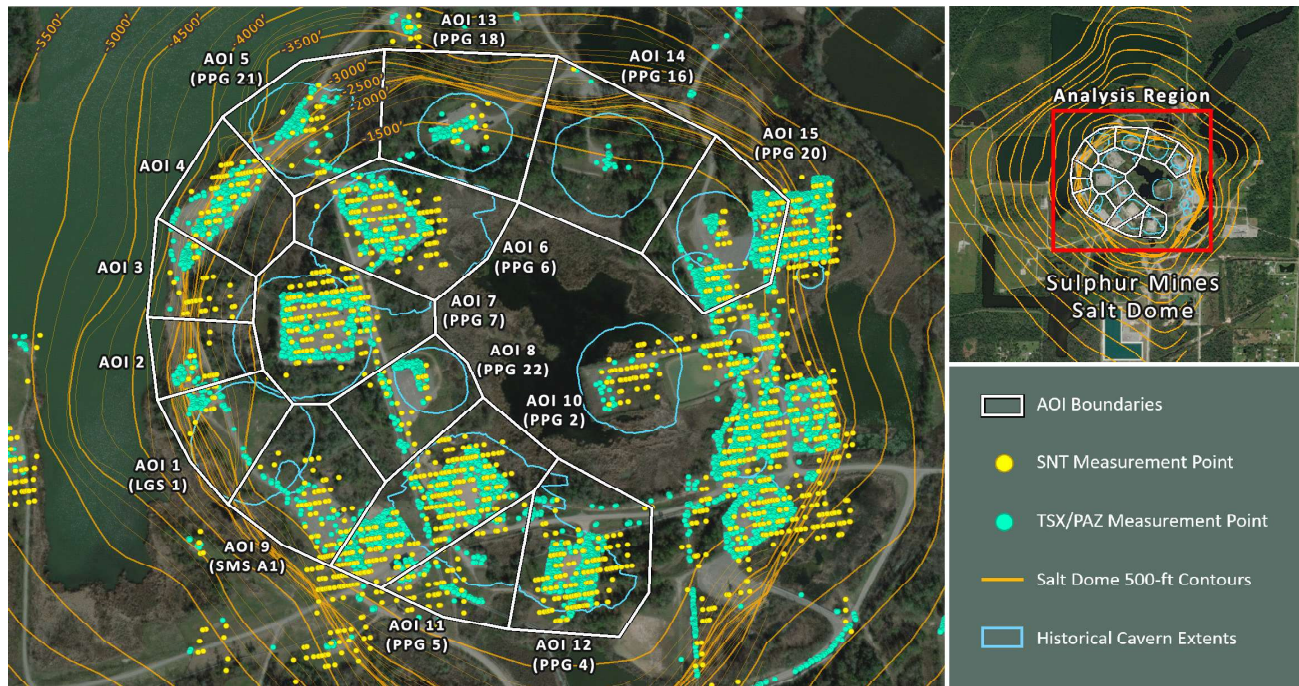 -5500'
-5000'
-4500'
-4000'
-3500'
-3000'
-2500'
-2000'
-1500'
AOI 13
(PPG 18)
AOI 14
(PPG 16)
AOI 5
(PPG 21)
AOI 15
(PPG 20)
AOI 4
AOI 3
AOI 6
(PPG 6)
AOI 7
(PPG 7)
AOI 2
AOI 8
(PPG 22)
AOI 10
(PPG 2)
AOI 1
(LGS 1)
AOI 9
(SMS A1)
AOI 11
(PPG 5)
AOI 12
(PPG 4)
Analysis Region
Sulphur Mines
Salt Dome
AOI Boundaries
SNT Measurement Point
TSX/PAZ Measurement Point
Salt Dome 500-ft Contours
Historical Cavern Extents